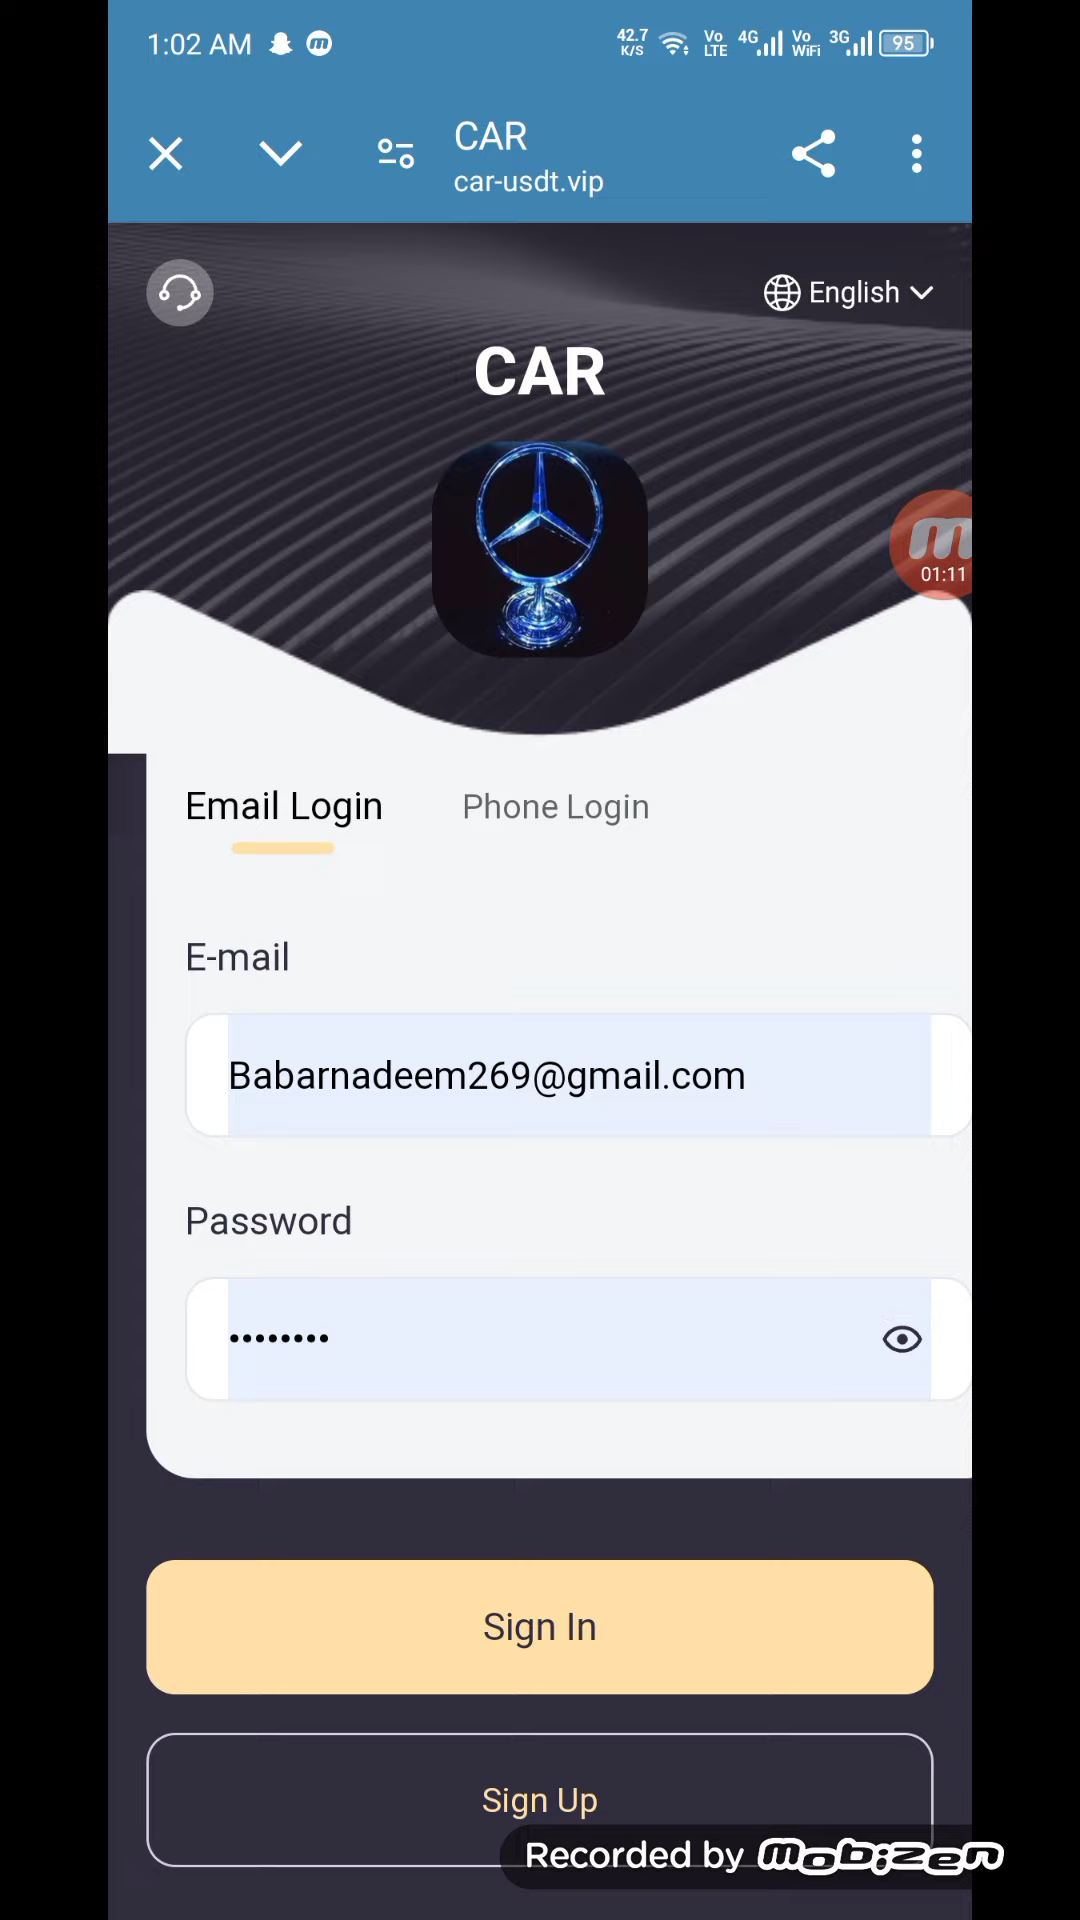 1:02 AM
42.7 K/S Vo LTE 4G Vo WiFi 3G 95
CAR
car-usdt.vip
English
CAR
01:11
Email Login Phone Login
E-mail
Babarnadeem269@gmail.com
Password
••••••••
Sign In
Sign Up
Recorded by mobizen